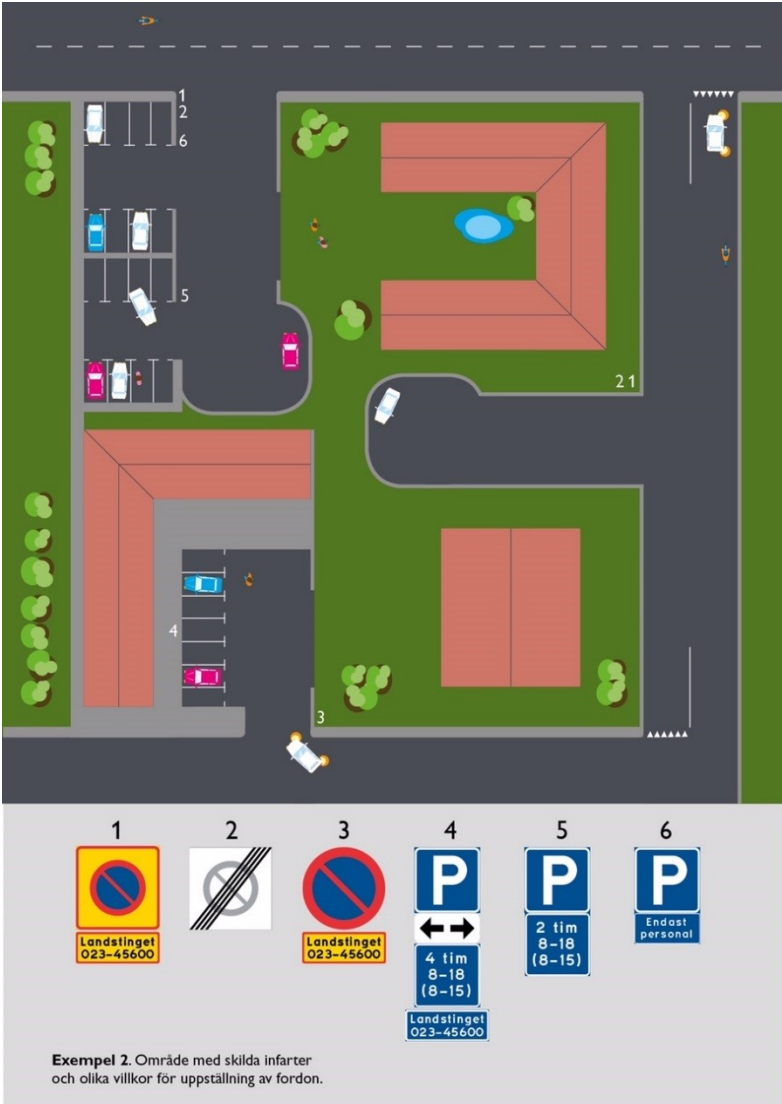 1
2
6
5
2 1
4
3
1 2 3 4 5 6
Landstinget
023-45600
Landstinget
023-45600
P
4 tim
8-18
(8-15)
Landstinget
023-45600
P
2 tim
8-18
(8-15)
P
Endast
personal
Exempel 2. Område med skilda infarter
och olika villkor för uppställning av fordon.